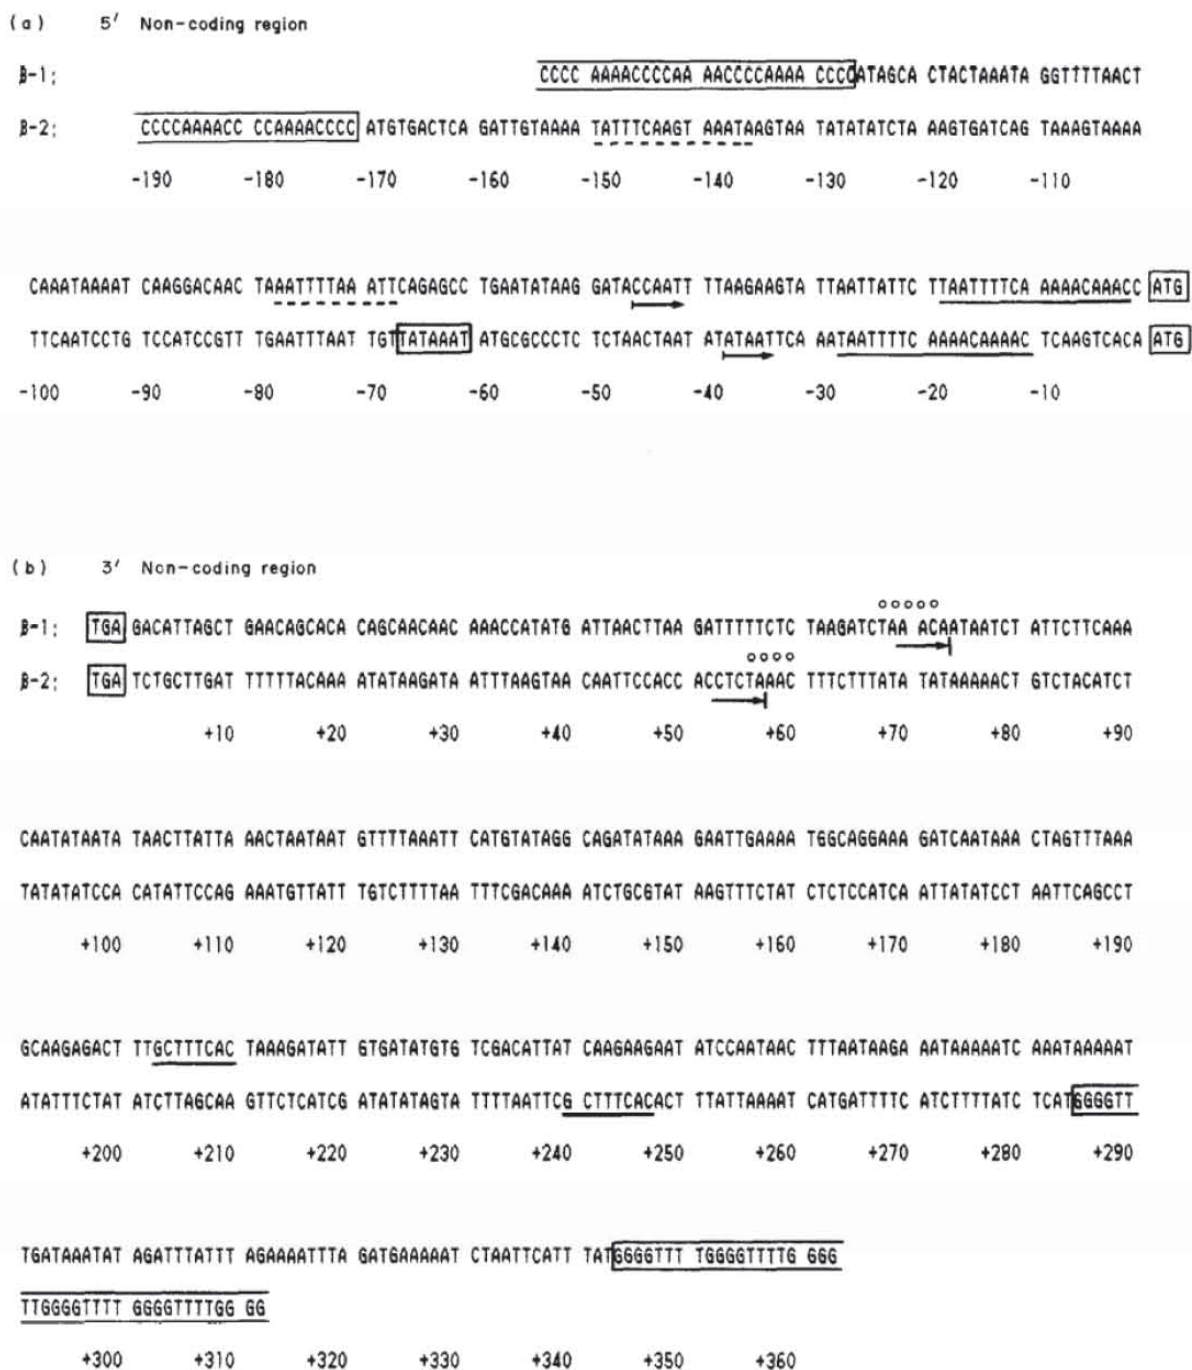 (a) 5′ Non-coding region
β-1: CCCC AAAACCCCAA AACCCCAAAA CCCCATAGCA CTACTAAATA GGTTTTAACT
β-2: CCCCAAAACC CCAAAACCCC ATGTGACTCA GATTGTAAAA TATTTCAAGT AAATAAGTAA TATATATCTA AAGTGATCAG TAAAGTAAAA
-190 -180 -170 -160 -150 -140 -130 -120 -110
CAAATAAAAT CAAGGACAAC TAAATTTTAA ATTCAGAGCC TGAATATAAG GATACCAATT TTAAGAAGTA TTAATTATTC TTAATTTTCA AAAACAAACC ATG
TTCAATCCTG TCCATCCGTT TGAATTTAAT TGTTATAAAT ATGCGCCCTC TCTAACTAAT ATATAATTCA AATAATTTTC AAAACAAAAC TCAAGTCACA ATG
-100 -90 -80 -70 -60 -50 -40 -30 -20 -10
(b) 3′ Non-coding region
β-1: TGA GACATTAGCT GAACAGCACA CAGCAACAAC AAACCATATG ATTAACTTAA GATTTTTCTC TAAGATCTAA ACAATAATCT ATTCTTCAAA
β-2: TGA TCTGCTTGAT TTTTTACAAA ATATAAGATA ATTTAAGTAA CAATTCCACC ACCTCTAAAC TTTCTTTATA TATAAAAACT GTCTACATCT
+10 +20 +30 +40 +50 +60 +70 +80 +90
CAATATAATA TAACTTATTA AACTAATAAT GTTTTAAATT CATGTATAGG CAGATATAAA GAATTGAAAA TGGCAGGAAA GATCAATAAA CTAGTTTAAA
TATATATCCA CATATTCCAG AAATGTTATT TGTCTTTTAA TTTCGACAAA ATCTGCGTAT AAGTTTCTAT CTCTCCATCA ATTATATCCT AATTCAGCCT
+100 +110 +120 +130 +140 +150 +160 +170 +180 +190
GCAAGAGACT TTGCTTTCAC TAAAGATATT GTGATATGTG TCGACATTAT CAAGAAGAAT ATCCAATAAC TTTAATAAGA AATAAAAATC AAATAAAAAT
ATATTTCTAT ATCTTAGCAA GTTCTCATCG ATATATAGTA TTTTAATTCG CTTTCACACT TTATTAAAAT CATGATTTTC ATCTTTTATC TCATGGGGTT
+200 +210 +220 +230 +240 +250 +260 +270 +280 +290
TGATAAATAT AGATTTATTT AGAAAATTTA GATGAAAAAT CTAATTCATT TATGGGGTTT TGGGGTTTTG GGG
TTGGGGTTTT GGGGTTTTGG GG
+300 +310 +320 +330 +340 +350 +360